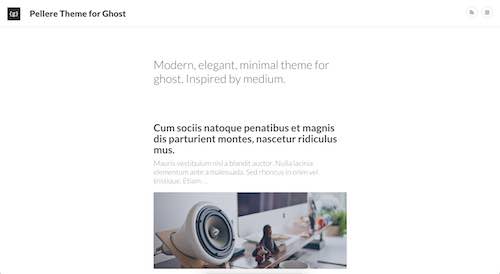 {g}
Pellere Theme for Ghost
Modern, elegant, minimal theme for
ghost. Inspired by medium.
Cum sociis natoque penatibus et magnis
dis parturient montes, nascetur ridiculus
mus.
Mauris vestibulum nisl a blandit auctor. Nulla lacinia
elementum ante a malesuada. Sed rhoncus in enim vel
tristique. Etiam …